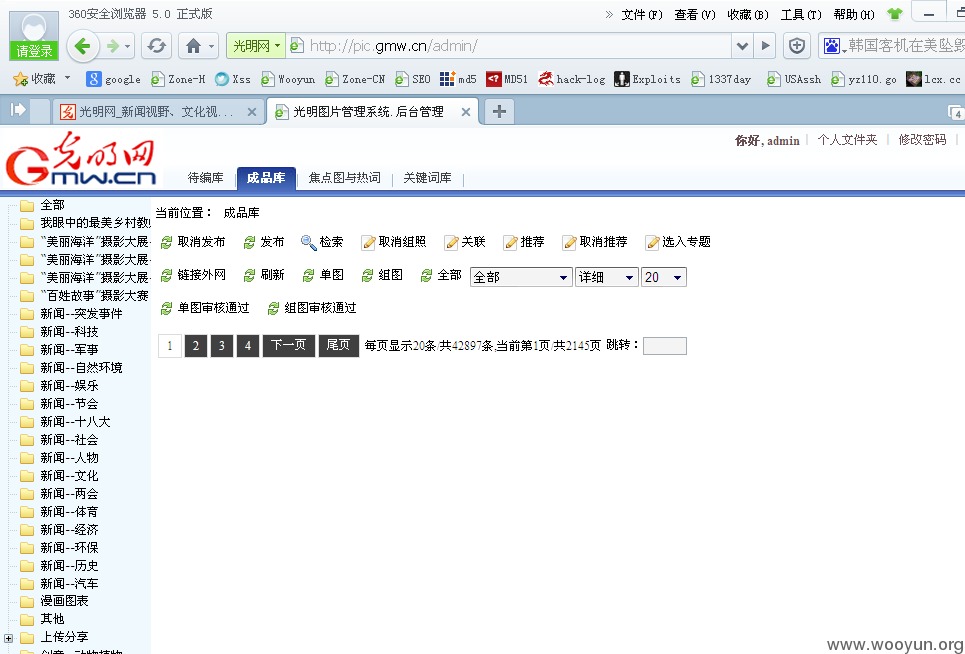 360安全浏览器 5.0 正式版
» 文件(F) 查看(V) 收藏(B) 工具(T) 帮助(H)
请登录
光明网 http://pic.gmw.cn/admin/ 韩国客机在美坠毁
收藏 google Zone-H Xss Wooyun Zone-CN SEO md5 MD51 hack-log Exploits 1337day USAssh yz110.go lcx.cc
光明网_新闻视野、文化视... 光明图片管理系统. 后台管理 4
你好, admin 个人文件夹 修改密码
光明网
GMW.CN
待编库 成品库 焦点图与热词 关键词库
当前位置： 成品库
取消发布 发布 检索 取消组照 关联 推荐 取消推荐 选入专题
链接外网 刷新 单图 组图 全部 全部 详细 20
单图审核通过 组图审核通过
1 2 3 4 下一页 尾页 每页显示20条/共42897条,当前第1页/共2145页 跳转：
全部
我眼中的最美乡村教
“美丽海洋”摄影大展
“美丽海洋”摄影大展
“美丽海洋”摄影大展
“百姓故事”摄影大赛
新闻--突发事件
新闻--科技
新闻--军事
新闻--自然环境
新闻--娱乐
新闻--节会
新闻--十八大
新闻--社会
新闻--人物
新闻--文化
新闻--两会
新闻--体育
新闻--经济
新闻--环保
新闻--历史
新闻--汽车
漫画图表
其他
上传分享
www.wooyun.org